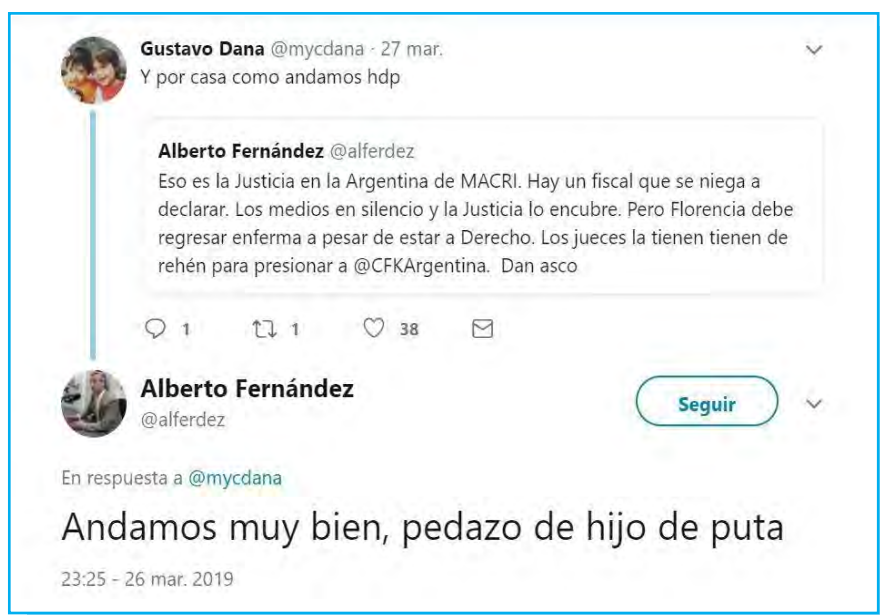 Gustavo Dana @mycdana · 27 mar.
Y por casa como andamos hdp
Alberto Fernández @alferdez
Eso es la Justicia en la Argentina de MACRI. Hay un fiscal que se niega a
declarar. Los medios en silencio y la Justicia lo encubre. Pero Florencia debe
regresar enferma a pesar de estar a Derecho. Los jueces la tienen tienen de
rehén para presionar a @CFKArgentina. Dan asco
1 1 38
Alberto Fernández
@alferdez
Seguir
En respuesta a @mycdana
Andamos muy bien, pedazo de hijo de puta
23:25 - 26 mar. 2019